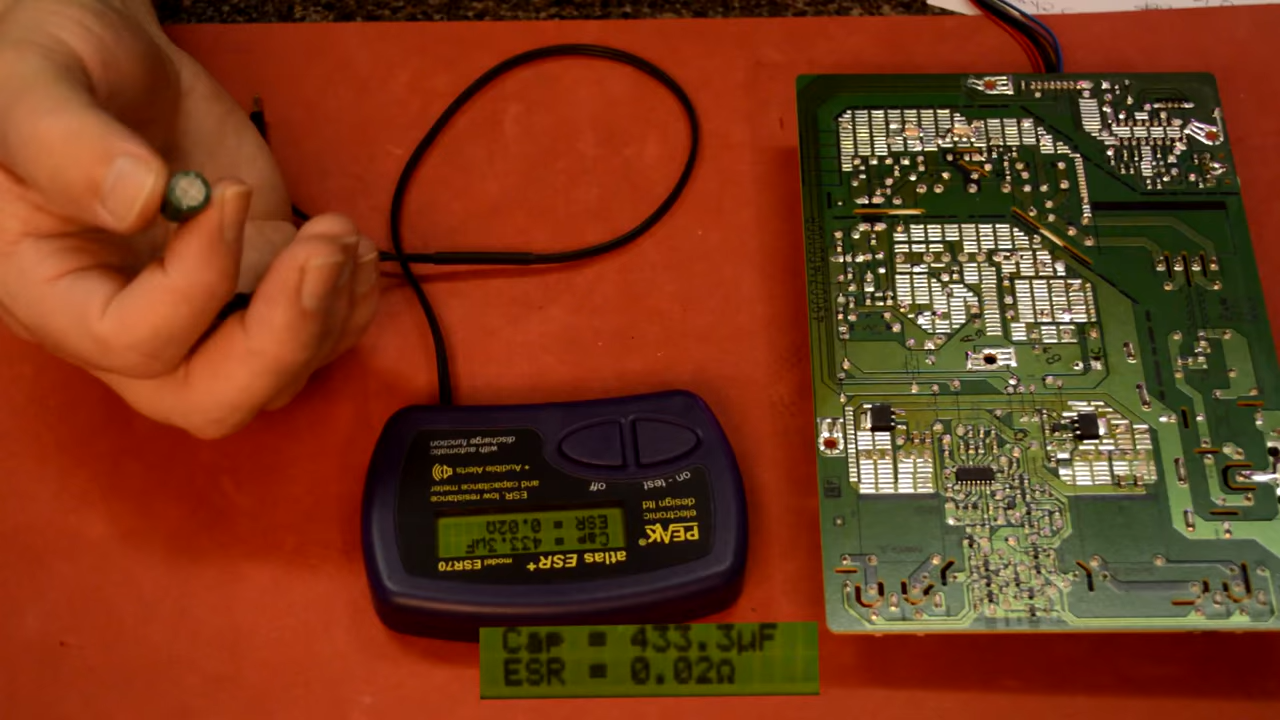 with automatic
discharge function
* Audible Alerts
ESR, low resistance
and capacitance meter
off
on - test
PEAK®
electronic
design ltd
Cap = 433.3µF
ESR = 0.02Ω
atlas ESR+
model ESR70
Cap = 433.3µF
ESR = 0.02Ω